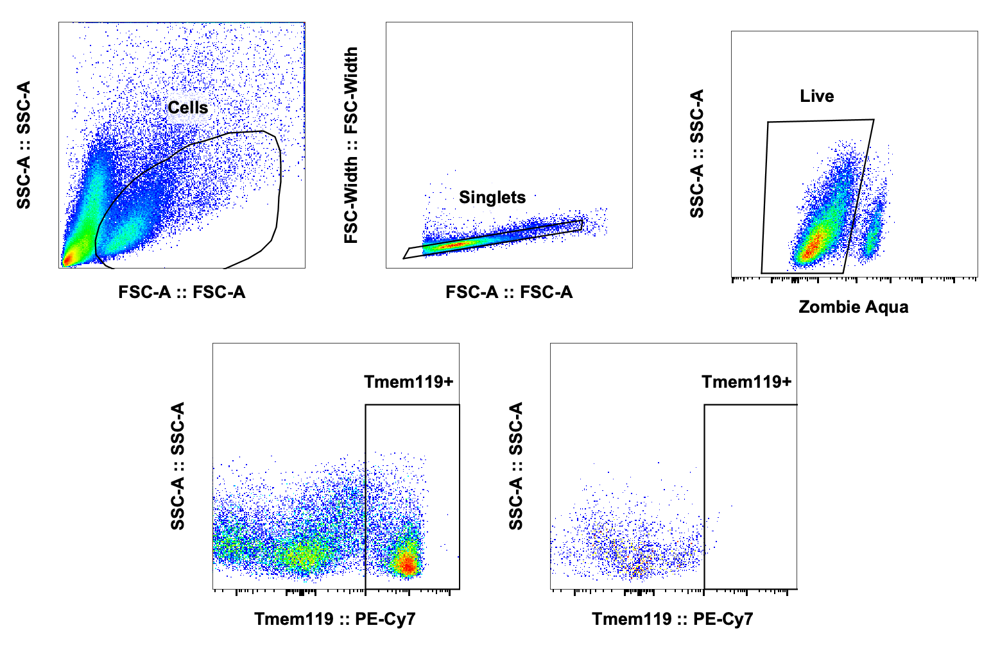 SSC-A :: SSC-A
Cells
FSC-A :: FSC-A
FSC-Width :: FSC-Width
Singlets
FSC-A :: FSC-A
SSC-A :: SSC-A
Live
Zombie Aqua
SSC-A :: SSC-A
Tmem119+
Tmem119 :: PE-Cy7
SSC-A :: SSC-A
Tmem119+
Tmem119 :: PE-Cy7